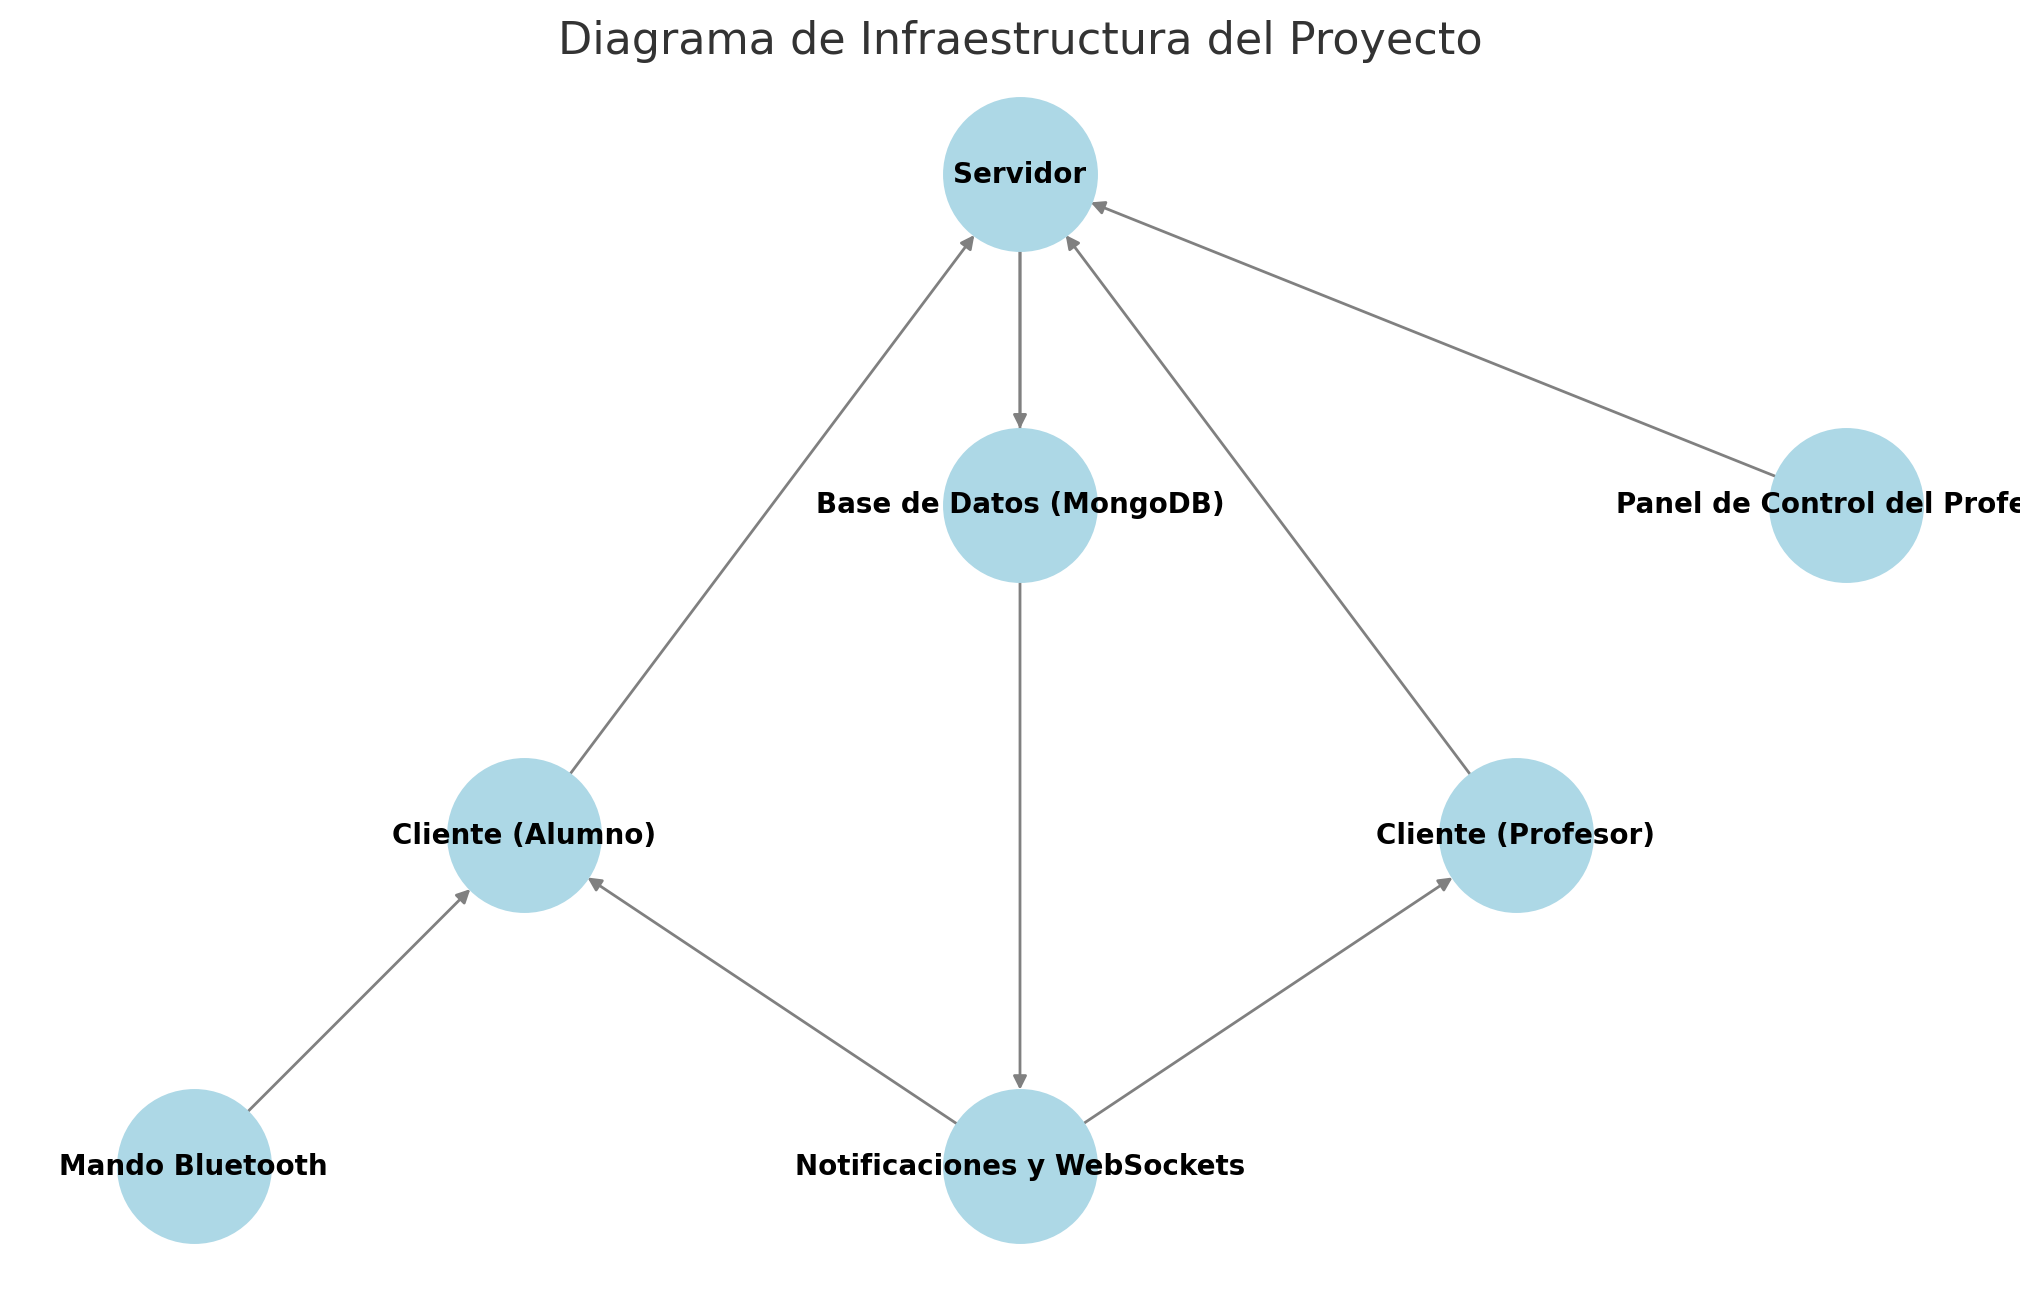 Diagrama de Infraestructura del Proyecto
Servidor
Base de Datos (MongoDB)
Panel de Control del Profe
Cliente (Alumno)
Cliente (Profesor)
Mando Bluetooth
Notificaciones y WebSockets